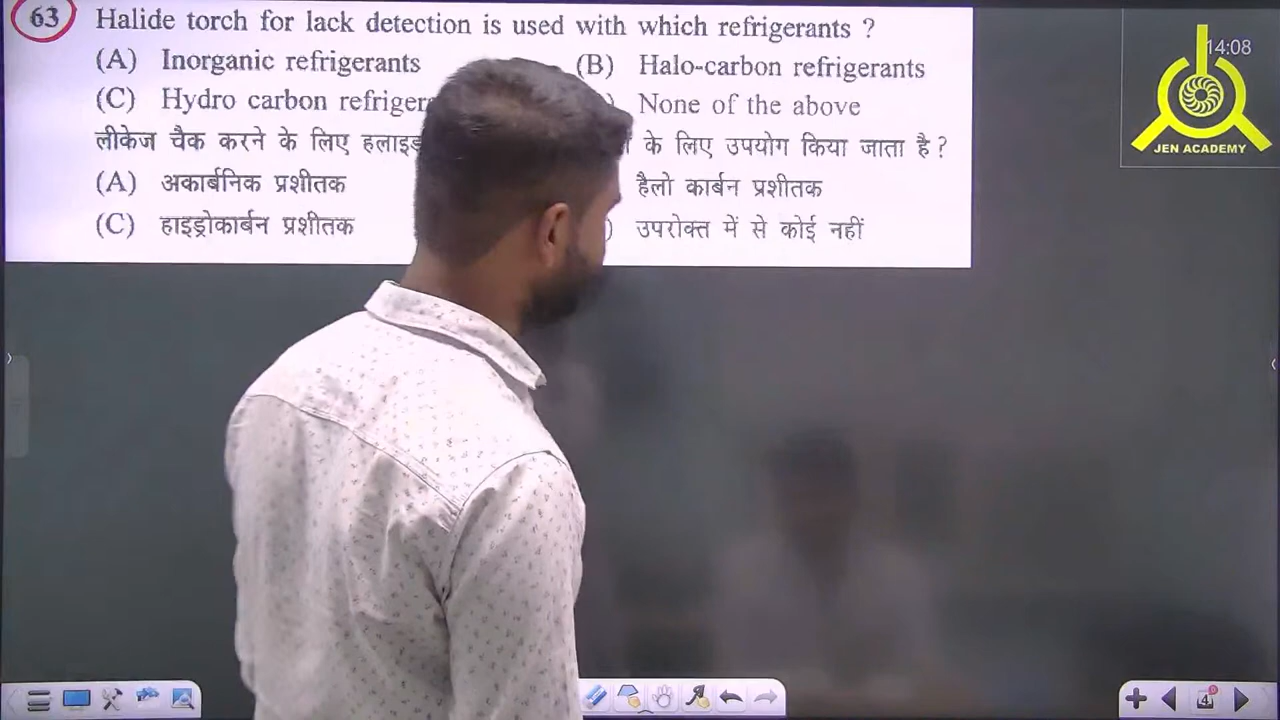 63 Halide torch for lack detection is used with which refrigerants ?
(A) Inorganic refrigerants (B) Halo-carbon refrigerants
(C) Hydro carbon None of the above
लीकेज चैक करने के लिए के लिए उपयोग किया जाता है ?
(A) अकार्बनिक प्रशीतक हैलो कार्बन प्रशीतक
(C) हाइड्रोकार्बन प्रशीतक उपरोक्त में से कोई नहीं
14:08
JEN ACADEMY
4